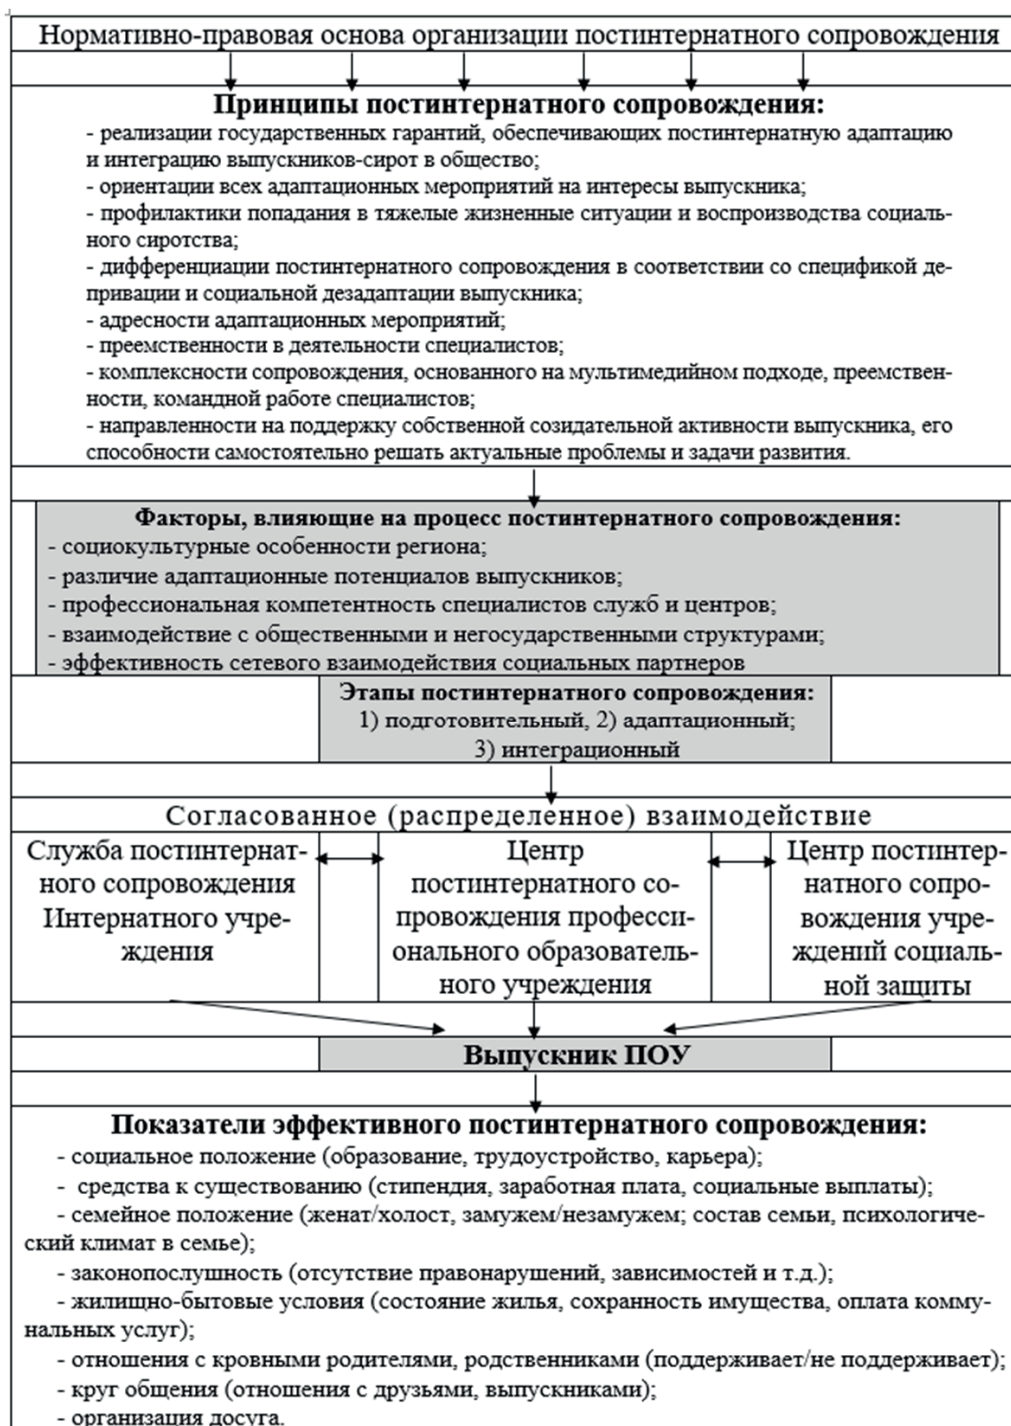 Нормативно-правовая основа организации постинтернатного сопровождения
Принципы постинтернатного сопровождения:
- реализации государственных гарантий, обеспечивающих постинтернатную адаптацию
и интеграцию выпускников-сирот в общество;
- ориентации всех адаптационных мероприятий на интересы выпускника;
- профилактики попадания в тяжелые жизненные ситуации и воспроизводства социаль-
ного сиротства;
- дифференциации постинтернатного сопровождения в соответствии со спецификой де-
привации и социальной дезадаптации выпускника;
- адресности адаптационных мероприятий;
- преемственности в деятельности специалистов;
- комплексности сопровождения, основанного на мультимедийном подходе, преемствен-
ности, командной работе специалистов;
- направленности на поддержку собственной созидательной активности выпускника, его
способности самостоятельно решать актуальные проблемы и задачи развития.
Факторы, влияющие на процесс постинтернатного сопровождения:
- социокультурные особенности региона;
- различие адаптационные потенциалов выпускников;
- профессиональная компетентность специалистов служб и центров;
- взаимодействие с общественными и негосударственными структурами;
- эффективность сетевого взаимодействия социальных партнеров
Этапы постинтернатного сопровождения:
1) подготовительный, 2) адаптационный;
3) интеграционный
Согласованное (распределенное) взаимодействие
Служба постинтернат-
ного сопровождения
Интернатного учре-
ждения
Центр
постинтернатного со-
провождения професси-
онального образователь-
ного учреждения
Центр постинтер-
натного сопро-
вождения учре-
ждений социаль-
ной защиты
Выпускник ПОУ
Показатели эффективного постинтернатного сопровождения:
- социальное положение (образование, трудоустройство, карьера);
- средства к существованию (стипендия, заработная плата, социальные выплаты);
- семейное положение (женат/холост, замужем/незамужем; состав семьи, психологиче-
ский климат в семье);
- законопослушность (отсутствие правонарушений, зависимостей и т.д.);
- жилищно-бытовые условия (состояние жилья, сохранность имущества, оплата комму-
нальных услуг);
- отношения с кровными родителями, родственниками (поддерживает/не поддерживает);
- круг общения (отношения с друзьями, выпускниками);
- организация досуга.